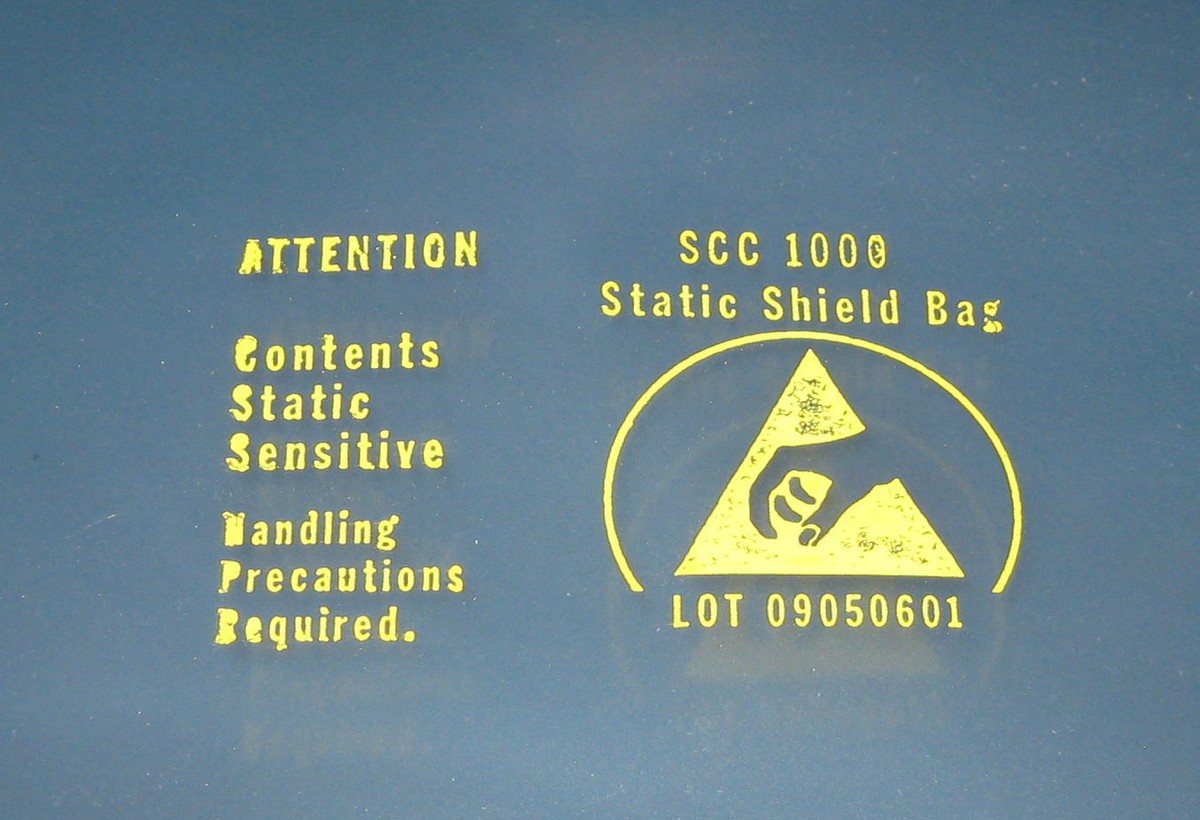 ATTENTION
Contents
Static
Sensitive
Handling
Precautions
Required.
SCC 1000
Static Shield Bag
LOT 09050601